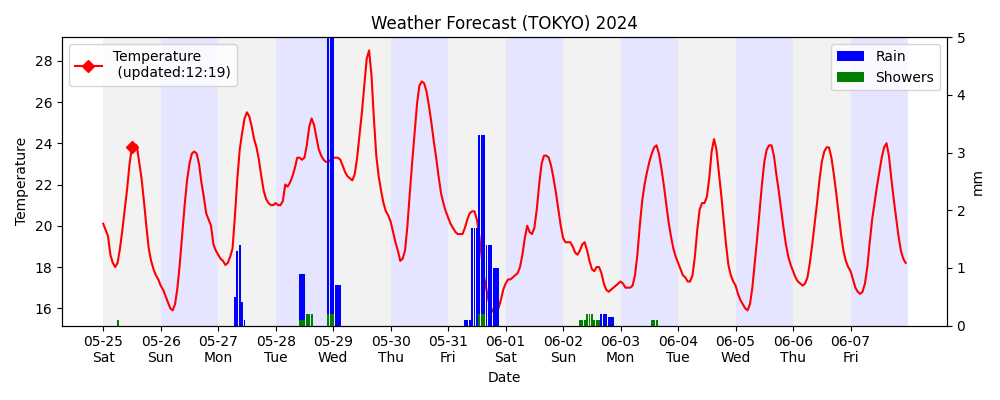 Weather Forecast (TOKYO) 2024
Temperature
(updated:12:19)
Rain
Showers
Temperature
28
26
24
22
20
18
16
5
4
3
2
1
0
mm
05-25 05-26 05-27 05-28 05-29 05-30 05-31 06-01 06-02 06-03 06-04 06-05 06-06 06-07
Sat Sun Mon Tue Wed Thu Fri Sat Sun Mon Tue Wed Thu Fri
Date